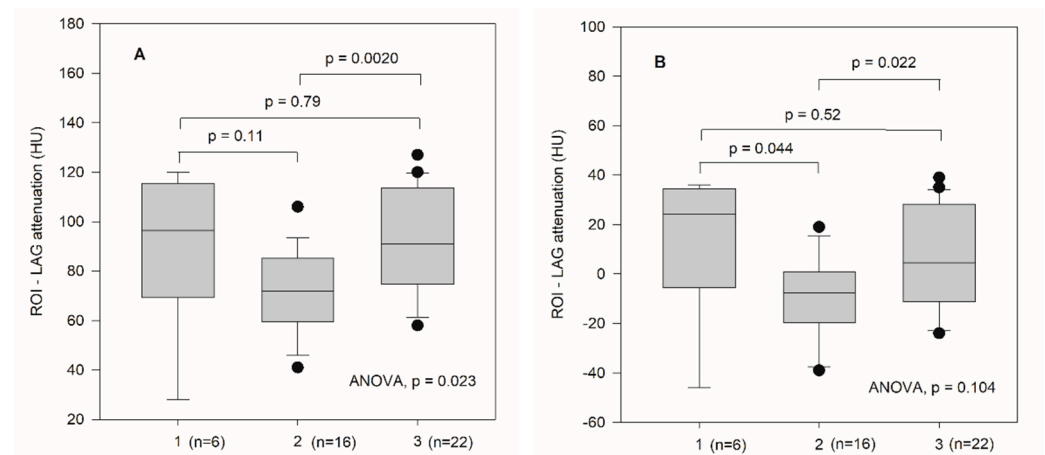 A
ROI - LAG attenuation (HU)
180
160
140
120
100
80
60
40
20
p = 0.0020
p = 0.79
p = 0.11
ANOVA, p = 0.023
1 (n=6)
2 (n=16)
3 (n=22)
B
ROI - LAG attenuation (HU)
100
80
60
40
20
0
-20
-40
-60
p = 0.022
p = 0.52
p = 0.044
ANOVA, p = 0.104
1 (n=6)
2 (n=16)
3 (n=22)